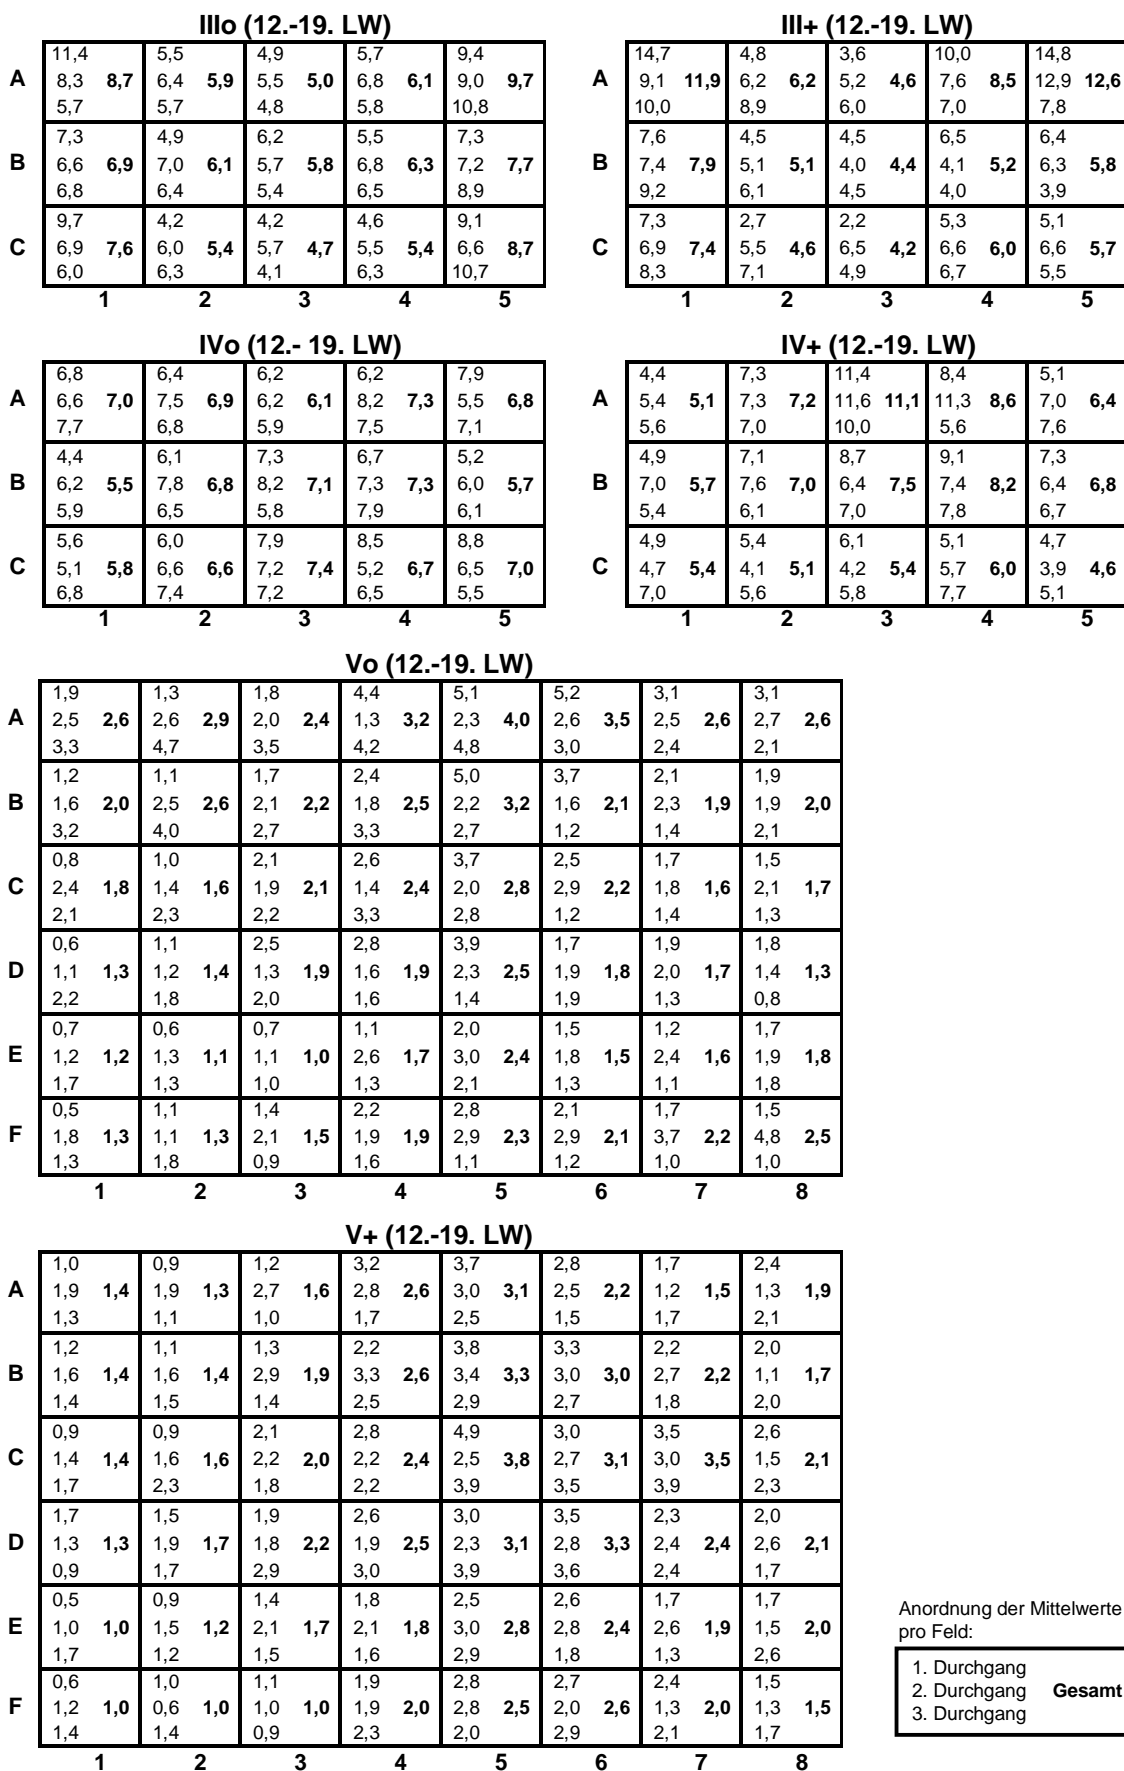 IIIo (12.-19. LW) III+ (12.-19. LW)
11,4 5,5 4,9 5,7 9,4 14,7 4,8 3,6 10,0 14,8
A 8,3 8,7 6,4 5,9 5,5 5,0 6,8 6,1 9,0 9,7 A 9,1 11,9 6,2 6,2 5,2 4,6 7,6 8,5 12,9 12,6
5,7 5,7 4,8 5,8 10,8 10,0 8,9 6,0 7,0 7,8
7,3 4,9 6,2 5,5 7,3 7,6 4,5 4,5 6,5 6,4
B 6,6 6,9 7,0 6,1 5,7 5,8 6,8 6,3 7,2 7,7 B 7,4 7,9 5,1 5,1 4,0 4,4 4,1 5,2 6,3 5,8
6,8 6,4 5,4 6,5 8,9 9,2 6,1 4,5 4,0 3,9
9,7 4,2 4,2 4,6 9,1 7,3 2,7 2,2 5,3 5,1
C 6,9 7,6 6,0 5,4 5,7 4,7 5,5 5,4 6,6 8,7 C 6,9 7,4 5,5 4,6 6,5 4,2 6,6 6,0 6,6 5,7
6,0 6,3 4,1 6,3 10,7 8,3 7,1 4,9 6,7 5,5
1 2 3 4 5 1 2 3 4 5
IVo (12.- 19. LW) IV+ (12.-19. LW)
6,8 6,4 6,2 6,2 7,9 4,4 7,3 11,4 8,4 5,1
A 6,6 7,0 7,5 6,9 6,2 6,1 8,2 7,3 5,5 6,8 A 5,4 5,1 7,3 7,2 11,6 11,1 11,3 8,6 7,0 6,4
7,7 6,8 5,9 7,5 7,1 5,6 7,0 10,0 5,6 7,6
4,4 6,1 7,3 6,7 5,2 4,9 7,1 8,7 9,1 7,3
B 6,2 5,5 7,8 6,8 8,2 7,1 7,3 7,3 6,0 5,7 B 7,0 5,7 7,6 7,0 6,4 7,5 7,4 8,2 6,4 6,8
5,9 6,5 5,8 7,9 6,1 5,4 6,1 7,0 7,8 6,7
5,6 6,0 7,9 8,5 8,8 4,9 5,4 6,1 5,1 4,7
C 5,1 5,8 6,6 6,6 7,2 7,4 5,2 6,7 6,5 7,0 C 4,7 5,4 4,1 5,1 4,2 5,4 5,7 6,0 3,9 4,6
6,8 7,4 7,2 6,5 5,5 7,0 5,6 5,8 7,7 5,1
1 2 3 4 5 1 2 3 4 5
Vo (12.-19. LW)
1,9 1,3 1,8 4,4 5,1 5,2 3,1 3,1
A 2,5 2,6 2,6 2,9 2,0 2,4 1,3 3,2 2,3 4,0 2,6 3,5 2,5 2,6 2,7 2,6
3,3 4,7 3,5 4,2 4,8 3,0 2,4 2,1
1,2 1,1 1,7 2,4 5,0 3,7 2,1 1,9
B 1,6 2,0 2,5 2,6 2,1 2,2 1,8 2,5 2,2 3,2 1,6 2,1 2,3 1,9 1,9 2,0
3,2 4,0 2,7 3,3 2,7 1,2 1,4 2,1
0,8 1,0 2,1 2,6 3,7 2,5 1,7 1,5
C 2,4 1,8 1,4 1,6 1,9 2,1 1,4 2,4 2,0 2,8 2,9 2,2 1,8 1,6 2,1 1,7
2,1 2,3 2,2 3,3 2,8 1,2 1,4 1,3
0,6 1,1 2,5 2,8 3,9 1,7 1,9 1,8
D 1,1 1,3 1,2 1,4 1,3 1,9 1,6 1,9 2,3 2,5 1,9 1,8 2,0 1,7 1,4 1,3
2,2 1,8 2,0 1,6 1,4 1,9 1,3 0,8
0,7 0,6 0,7 1,1 2,0 1,5 1,2 1,7
E 1,2 1,2 1,3 1,1 1,1 1,0 2,6 1,7 3,0 2,4 1,8 1,5 2,4 1,6 1,9 1,8
1,7 1,3 1,0 1,3 2,1 1,3 1,1 1,8
0,5 1,1 1,4 2,2 2,8 2,1 1,7 1,5
F 1,8 1,3 1,1 1,3 2,1 1,5 1,9 1,9 2,9 2,3 2,9 2,1 3,7 2,2 4,8 2,5
1,3 1,8 0,9 1,6 1,1 1,2 1,0 1,0
1 2 3 4 5 6 7 8
V+ (12.-19. LW)
1,0 0,9 1,2 3,2 3,7 2,8 1,7 2,4
A 1,9 1,4 1,9 1,3 2,7 1,6 2,8 2,6 3,0 3,1 2,5 2,2 1,2 1,5 1,3 1,9
1,3 1,1 1,0 1,7 2,5 1,5 1,7 2,1
1,2 1,1 1,3 2,2 3,8 3,3 2,2 2,0
B 1,6 1,4 1,6 1,4 2,9 1,9 3,3 2,6 3,4 3,3 3,0 3,0 2,7 2,2 1,1 1,7
1,4 1,5 1,4 2,5 2,9 2,7 1,8 2,0
0,9 0,9 2,1 2,8 4,9 3,0 3,5 2,6
C 1,4 1,4 1,6 1,6 2,2 2,0 2,2 2,4 2,5 3,8 2,7 3,1 3,0 3,5 1,5 2,1
1,7 2,3 1,8 2,2 3,9 3,5 3,9 2,3
1,7 1,5 1,9 2,6 3,0 3,5 2,3 2,0
D 1,3 1,3 1,9 1,7 1,8 2,2 1,9 2,5 2,3 3,1 2,8 3,3 2,4 2,4 2,6 2,1
0,9 1,7 2,9 3,0 3,9 3,6 2,4 1,7
0,5 0,9 1,4 1,8 2,5 2,6 1,7 1,7
E 1,0 1,0 1,5 1,2 2,1 1,7 2,1 1,8 3,0 2,8 2,8 2,4 2,6 1,9 1,5 2,0
1,7 1,2 1,5 1,6 2,9 1,8 1,3 2,6
0,6 1,0 1,1 1,9 2,8 2,7 2,4 1,5
F 1,2 1,0 0,6 1,0 1,0 1,0 1,9 2,0 2,8 2,5 2,0 2,6 1,3 2,0 1,3 1,5
1,4 1,4 0,9 2,3 2,0 2,9 2,1 1,7
1 2 3 4 5 6 7 8
Anordnung der Mittelwerte
pro Feld:
1. Durchgang
2. Durchgang Gesamt
3. Durchgang